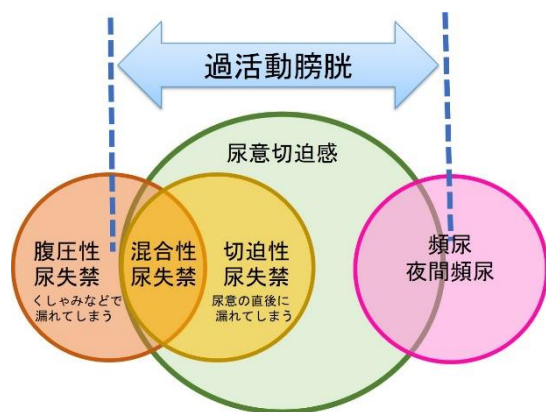 過活動膀胱
尿意切迫感
腹圧性
尿失禁
くしゃみなどで
漏れてしまう
混合性
尿失禁
切迫性
尿失禁
尿意の直後に
漏れてしまう
頻尿
夜間頻尿